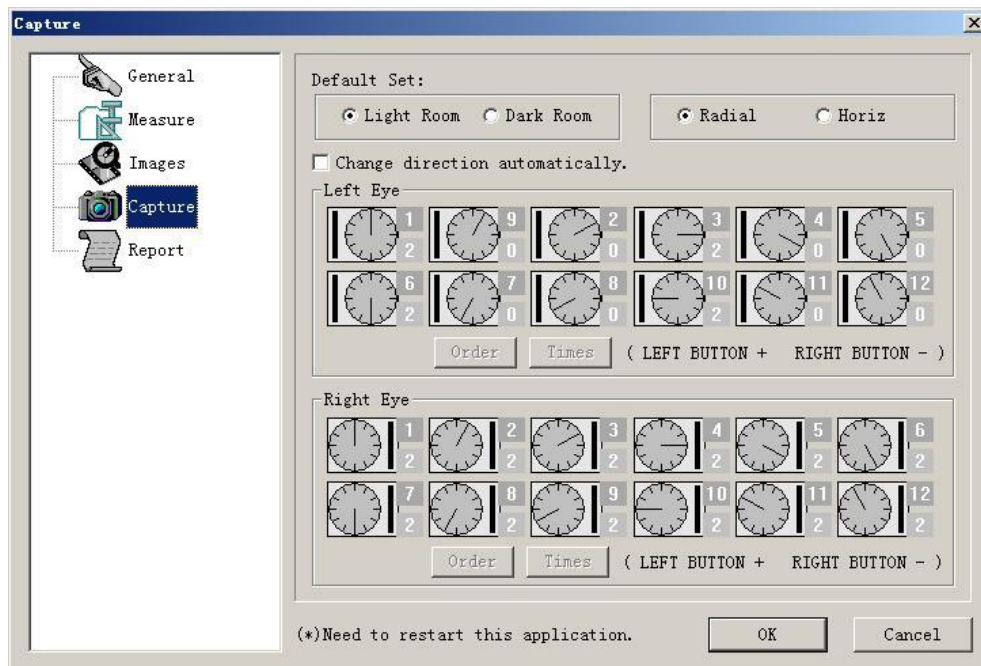 Capture
General
Measure
Images
Capture
Report
Default Set:
Light Room Dark Room
Radial Horiz
Change direction automatically.
Left Eye
1 9 2 3 4 5
2 0 0 2 0 0
6 7 8 10 11 12
2 0 0 2 0 0
Order Times ( LEFT BUTTON + RIGHT BUTTON - )
Right Eye
1 2 3 4 5 6
2 2 2 2 2 2
7 8 9 10 11 12
2 2 2 2 2 2
Order Times ( LEFT BUTTON + RIGHT BUTTON - )
(*)Need to restart this application.
OK Cancel